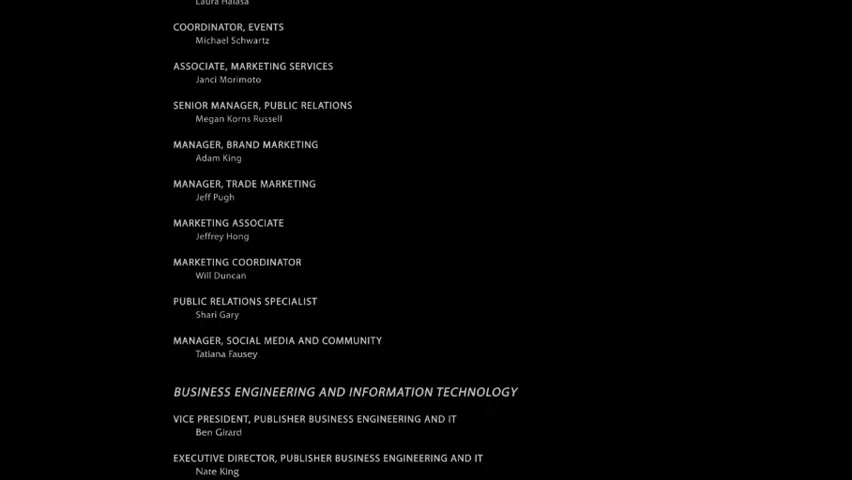 Laura Halasa
COORDINATOR, EVENTS
Michael Schwartz
ASSOCIATE, MARKETING SERVICES
Janci Morimoto
SENIOR MANAGER, PUBLIC RELATIONS
Megan Korns Russell
MANAGER, BRAND MARKETING
Adam King
MANAGER, TRADE MARKETING
Jeff Pugh
MARKETING ASSOCIATE
Jeffrey Hong
MARKETING COORDINATOR
Will Duncan
PUBLIC RELATIONS SPECIALIST
Shari Gary
MANAGER, SOCIAL MEDIA AND COMMUNITY
Tatiana Fausey
BUSINESS ENGINEERING AND INFORMATION TECHNOLOGY
VICE PRESIDENT, PUBLISHER BUSINESS ENGINEERING AND IT
Ben Girard
EXECUTIVE DIRECTOR, PUBLISHER BUSINESS ENGINEERING AND IT
Nate King